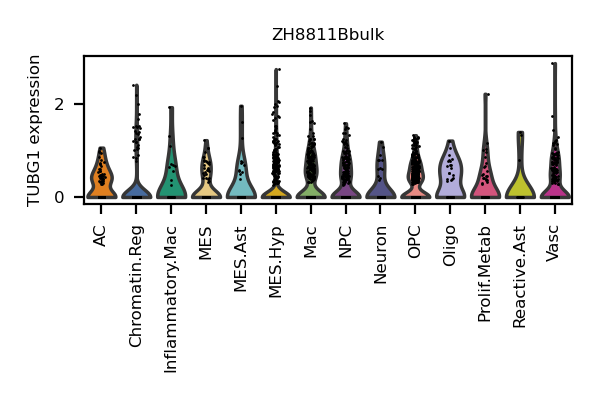 ZH8811Bbulk
TUBG1 expression
2
0
AC
Chromatin.Reg
Inflammatory.Mac
MES
MES.Ast
MES.Hyp
Mac
NPC
Neuron
OPC
Oligo
Prolif.Metab
Reactive.Ast
Vasc